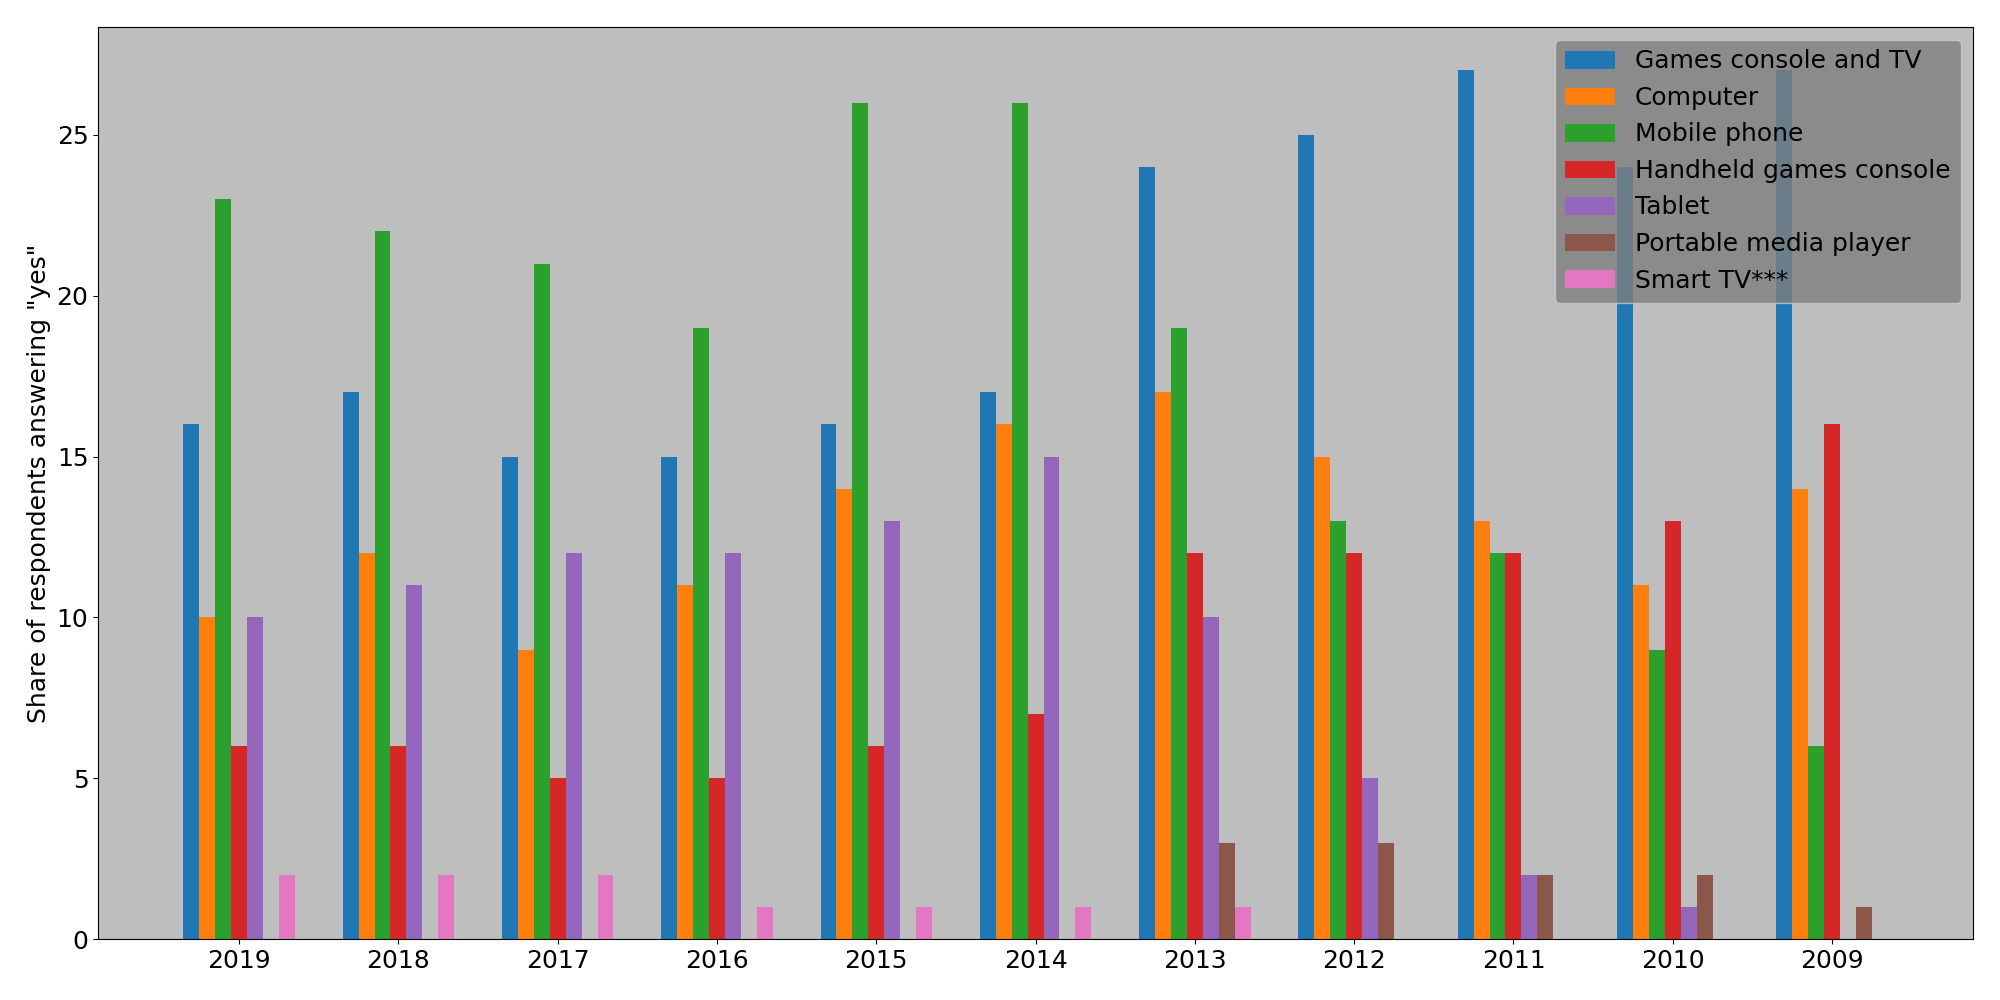 Games console and TV
Computer
Mobile phone
Handheld games console
Tablet
Portable media player
Smart TV***
Share of respondents answering "yes"
25
20
15
10
5
0
2019 2018 2017 2016 2015 2014 2013 2012 2011 2010 2009